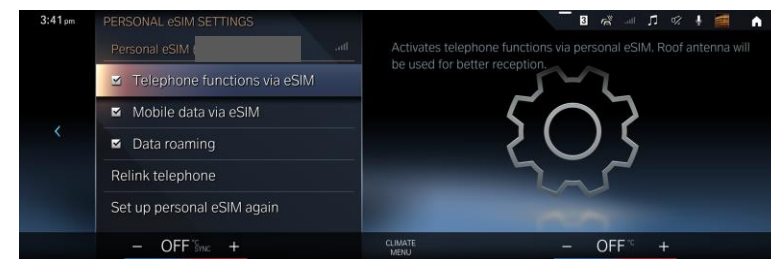 3:41 pm
PERSONAL eSIM SETTINGS
3
Personal eSIM (
Activates telephone functions via personal eSIM. Roof antenna will
be used for better reception.
Telephone functions via eSIM
Mobile data via eSIM
Data roaming
Relink telephone
Set up personal eSIM again
− OFF °C SYNC +
CLIMATE
MENU
− OFF °C +